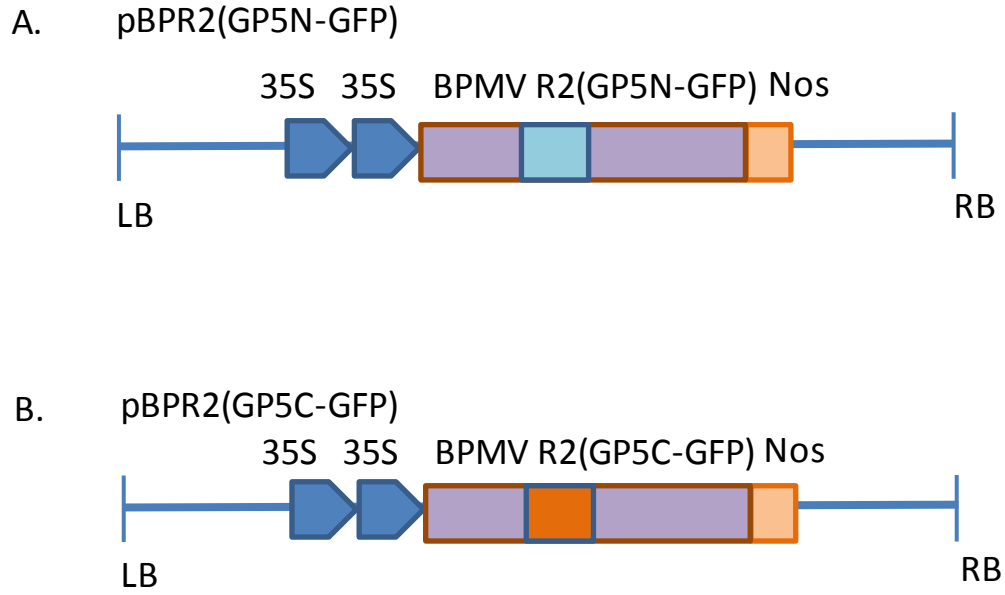 A. pBPR2(GP5N-GFP)
35S 35S BPMV R2(GP5N-GFP) Nos
LB RB
B. pBPR2(GP5C-GFP)
35S 35S BPMV R2(GP5C-GFP) Nos
LB RB